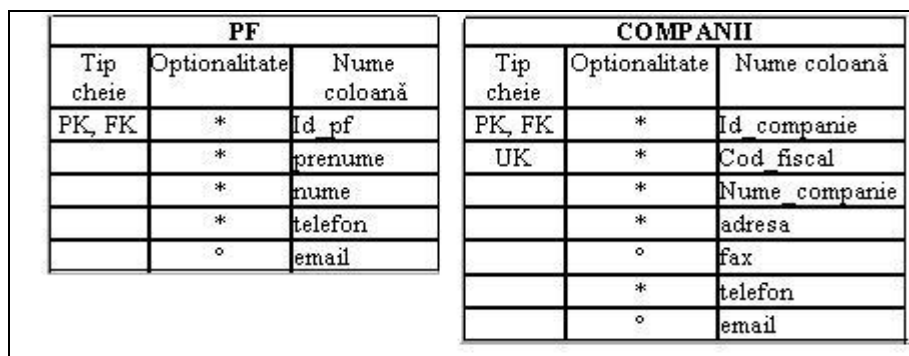 PF
Tip cheie Optionalitate Nume coloană
PK, FK * Id_pf
* prenume
* nume
* telefon
° email
COMPANII
Tip cheie Optionalitate Nume coloană
PK, FK * Id_companie
UK * Cod_fiscal
* Nume_companie
* adresa
° fax
* telefon
° email